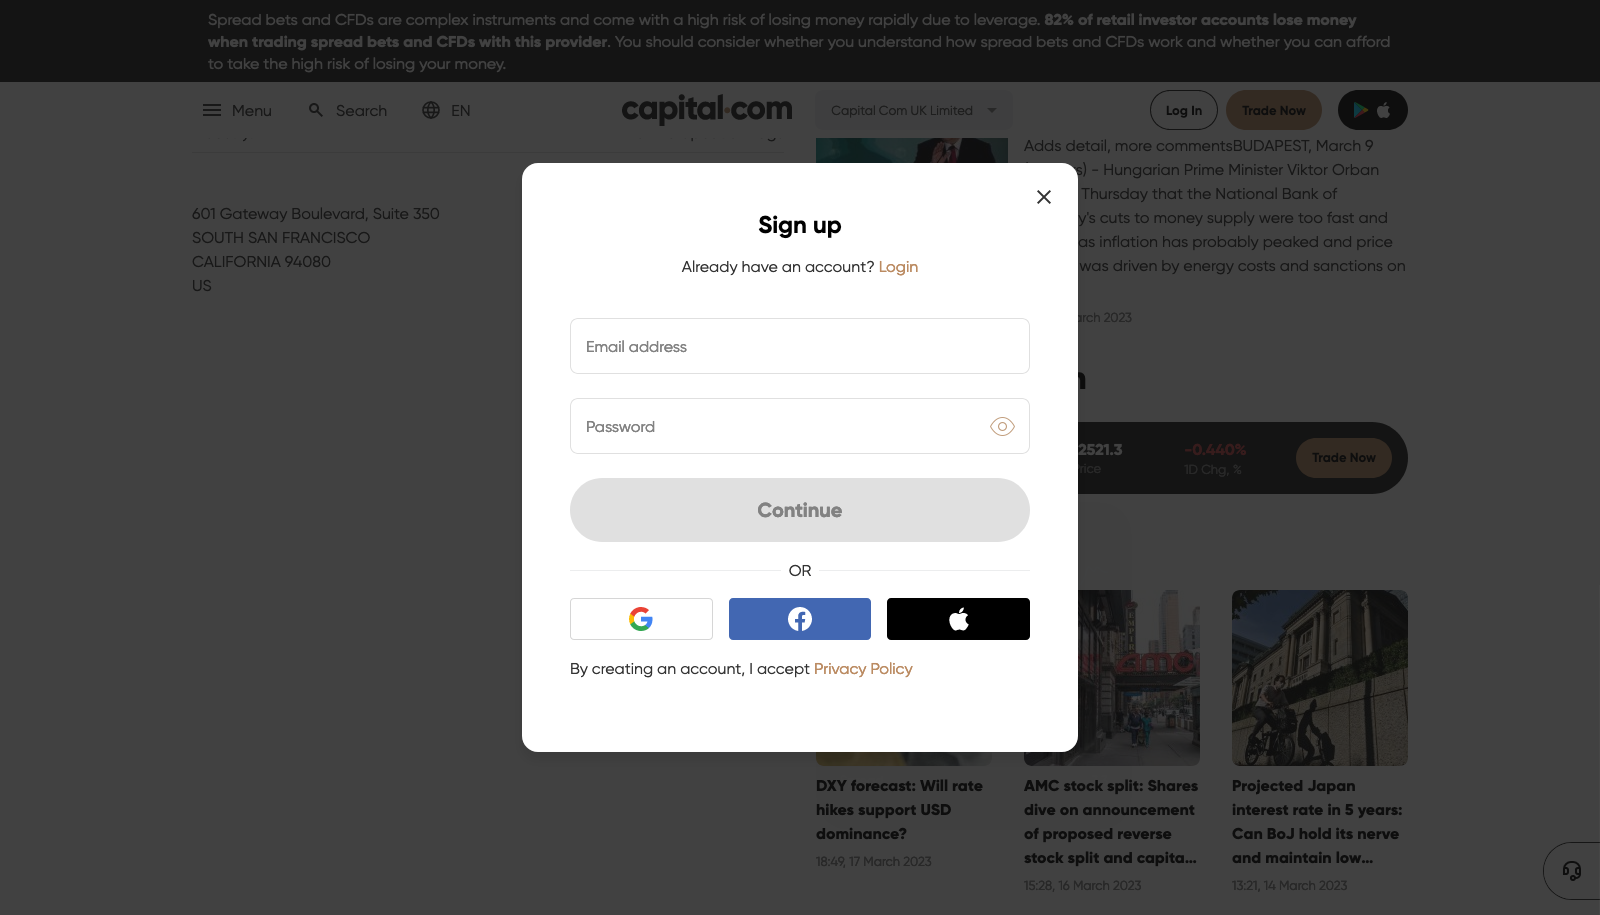 Spread bets and CFDs are complex instruments and come with a high risk of losing money rapidly due to leverage. 82% of retail investor accounts lose money
when trading spread bets and CFDs with this provider. You should consider whether you understand how spread bets and CFDs work and whether you can afford
to take the high risk of losing your money.
Menu
Search
EN
capital.com
Capital Com UK Limited
Log In
Trade Now
601 Gateway Boulevard, Suite 350
SOUTH SAN FRANCISCO
CALIFORNIA 94080
US
Adds detail, more commentsBUDAPEST, March 9
- Hungarian Prime Minister Viktor Orban
Thursday that the National Bank of
cuts to money supply were too fast and
as inflation has probably peaked and price
was driven by energy costs and sanctions on
2023
Sign up
Already have an account? Login
Email address
Password
Continue
OR
By creating an account, I accept Privacy Policy
2521.3
-0.440%
1D Chg, %
Trade Now
AMC
DXY forecast: Will rate
hikes support USD
dominance?
18:49, 17 March 2023
AMC stock split: Shares
dive on announcement
of proposed reverse
stock split and capita...
15:28, 16 March 2023
Projected Japan
interest rate in 5 years:
Can BoJ hold its nerve
and maintain low...
13:21, 14 March 2023